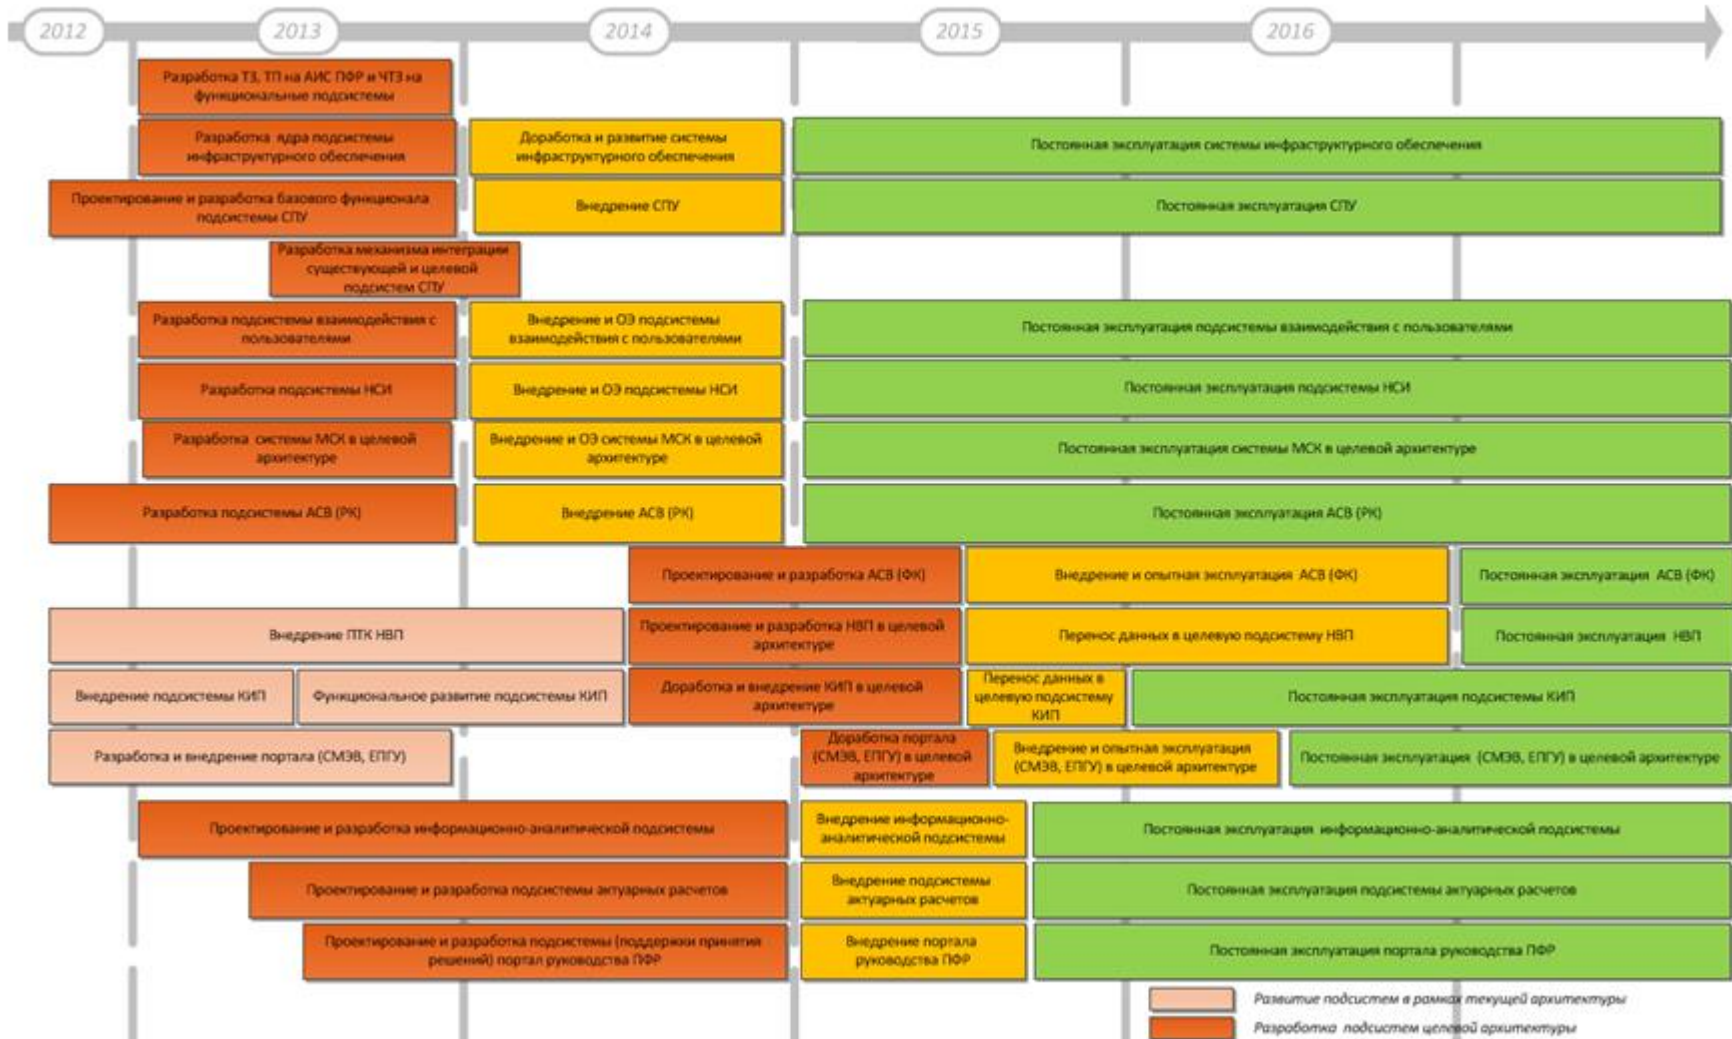 2012
2013
2014
2015
2016
Разработка ТЗ, ТП на АИС ПФР и ЧТЗ на
функциональные подсистемы
Разработка ядра подсистемы
инфраструктурного обеспечения
Доработка и развитие системы
инфраструктурного обеспечения
Постоянная эксплуатация системы инфраструктурного обеспечения
Проектирование и разработка базового функционала
подсистемы СПУ
Внедрение СПУ
Постоянная эксплуатация СПУ
Разработка механизма интеграции
существующей и целевой
подсистем СПУ
Разработка подсистемы взаимодействия с
пользователями
Внедрение и ОЭ подсистемы
взаимодействия с пользователями
Постоянная эксплуатация подсистемы взаимодействия с пользователями
Разработка подсистемы НСИ
Внедрение и ОЭ подсистемы НСИ
Постоянная эксплуатация подсистемы НСИ
Разработка системы МСК в целевой
архитектуре
Внедрение и ОЭ системы МСК в целевой
архитектуре
Постоянная эксплуатация системы МСК в целевой архитектуре
Разработка подсистемы АСВ (РК)
Внедрение АСВ (РК)
Постоянная эксплуатация АСВ (РК)
Проектирование и разработка АСВ (ФК)
Внедрение и опытная эксплуатация АСВ (ФК)
Постоянная эксплуатация АСВ (ФК)
Внедрение ПТК НВП
Проектирование и разработка НВП в целевой
архитектуре
Перенос данных в целевую подсистему НВП
Постоянная эксплуатация НВП
Внедрение подсистемы КИП
Функциональное развитие подсистемы КИП
Доработка и внедрение КИП в целевой
архитектуре
Перенос данных в
целевую подсистему
КИП
Постоянная эксплуатация подсистемы КИП
Разработка и внедрение портала (СМЭВ, ЕПГУ)
Доработка портала
(СМЭВ, ЕПГУ) в целевой
архитектуре
Внедрение и опытная эксплуатация
(СМЭВ, ЕПГУ) в целевой архитектуре
Постоянная эксплуатация (СМЭВ, ЕПГУ) в целевой архитектуре
Проектирование и разработка информационно-аналитической подсистемы
Внедрение информационно-
аналитической подсистемы
Постоянная эксплуатация информационно-аналитической подсистемы
Проектирование и разработка подсистемы актуарных расчетов
Внедрение подсистемы
актуарных расчетов
Постоянная эксплуатация подсистемы актуарных расчетов
Проектирование и разработка подсистемы (поддержки принятия
решений) портал руководства ПФР
Внедрение портала
руководства ПФР
Постоянная эксплуатация портала руководства ПФР
Развитие подсистем в рамках текущей архитектуры
Разработка подсистем целевой архитектуры